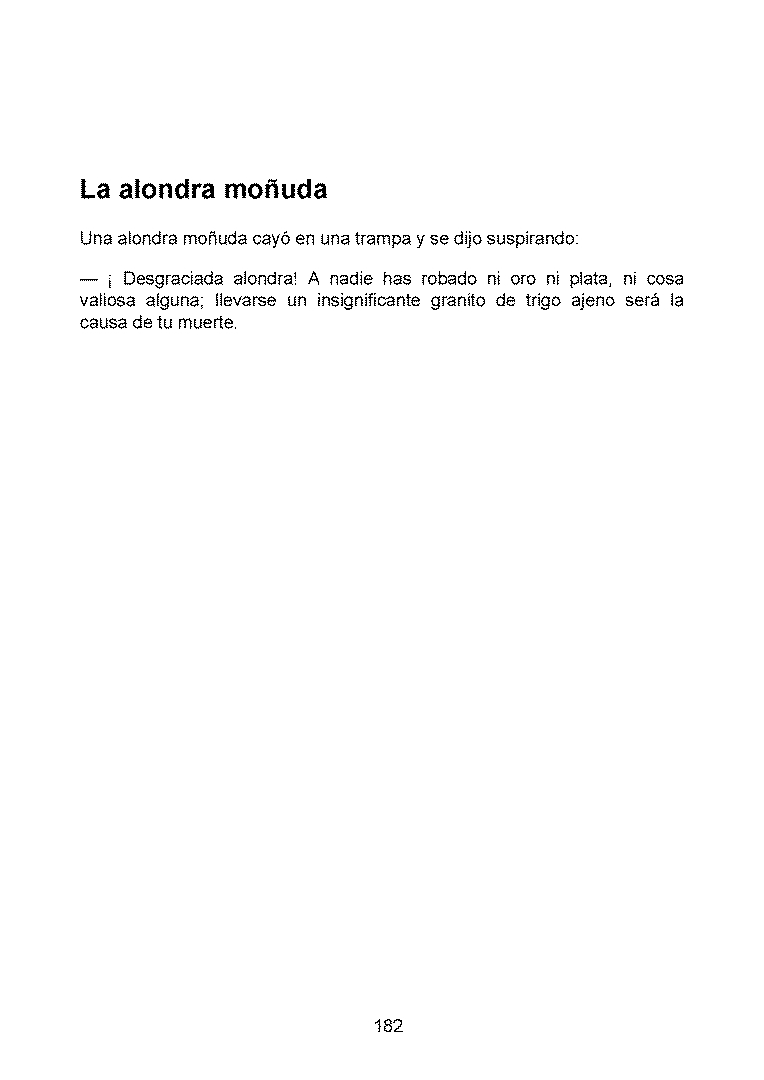 La alondra moñuda
Una alondra moñuda cayó en una trampa y se dijo suspirando:
— ¡ Desgraciada alondra! A nadie has robado ni oro ni plata, ni cosa
valiosa alguna; llevarse un insignificante granito de trigo ajeno será la
causa de tu muerte.
182